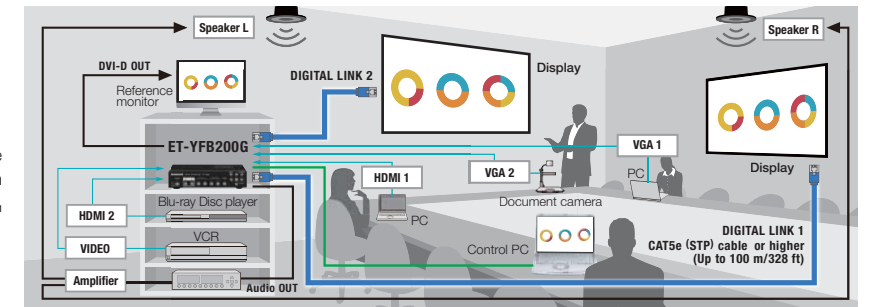 Speaker L
Speaker R
DVI-D OUT
Reference
monitor
DIGITAL LINK 2
Display
ET-YFB200G
VGA 1
HDMI 1
VGA 2
PC
Display
Blu-ray Disc player
HDMI 2
PC
Document camera
VCR
VIDEO
Control PC
DIGITAL LINK 1
CAT5e (STP) cable or higher
(Up to 100 m/328 ft)
Amplifier
Audio OUT